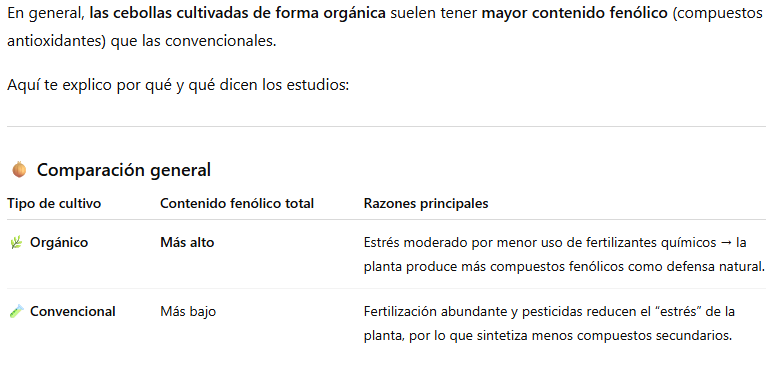 En general, las cebollas cultivadas de forma orgánica suelen tener mayor contenido fenólico (compuestos
antioxidantes) que las convencionales.
Aquí te explico por qué y qué dicen los estudios:
Comparación general
Tipo de cultivo Contenido fenólico total Razones principales
Orgánico Más alto Estrés moderado por menor uso de fertilizantes químicos → la
planta produce más compuestos fenólicos como defensa natural.
Convencional Más bajo Fertilización abundante y pesticidas reducen el “estrés” de la
planta, por lo que sintetiza menos compuestos secundarios.